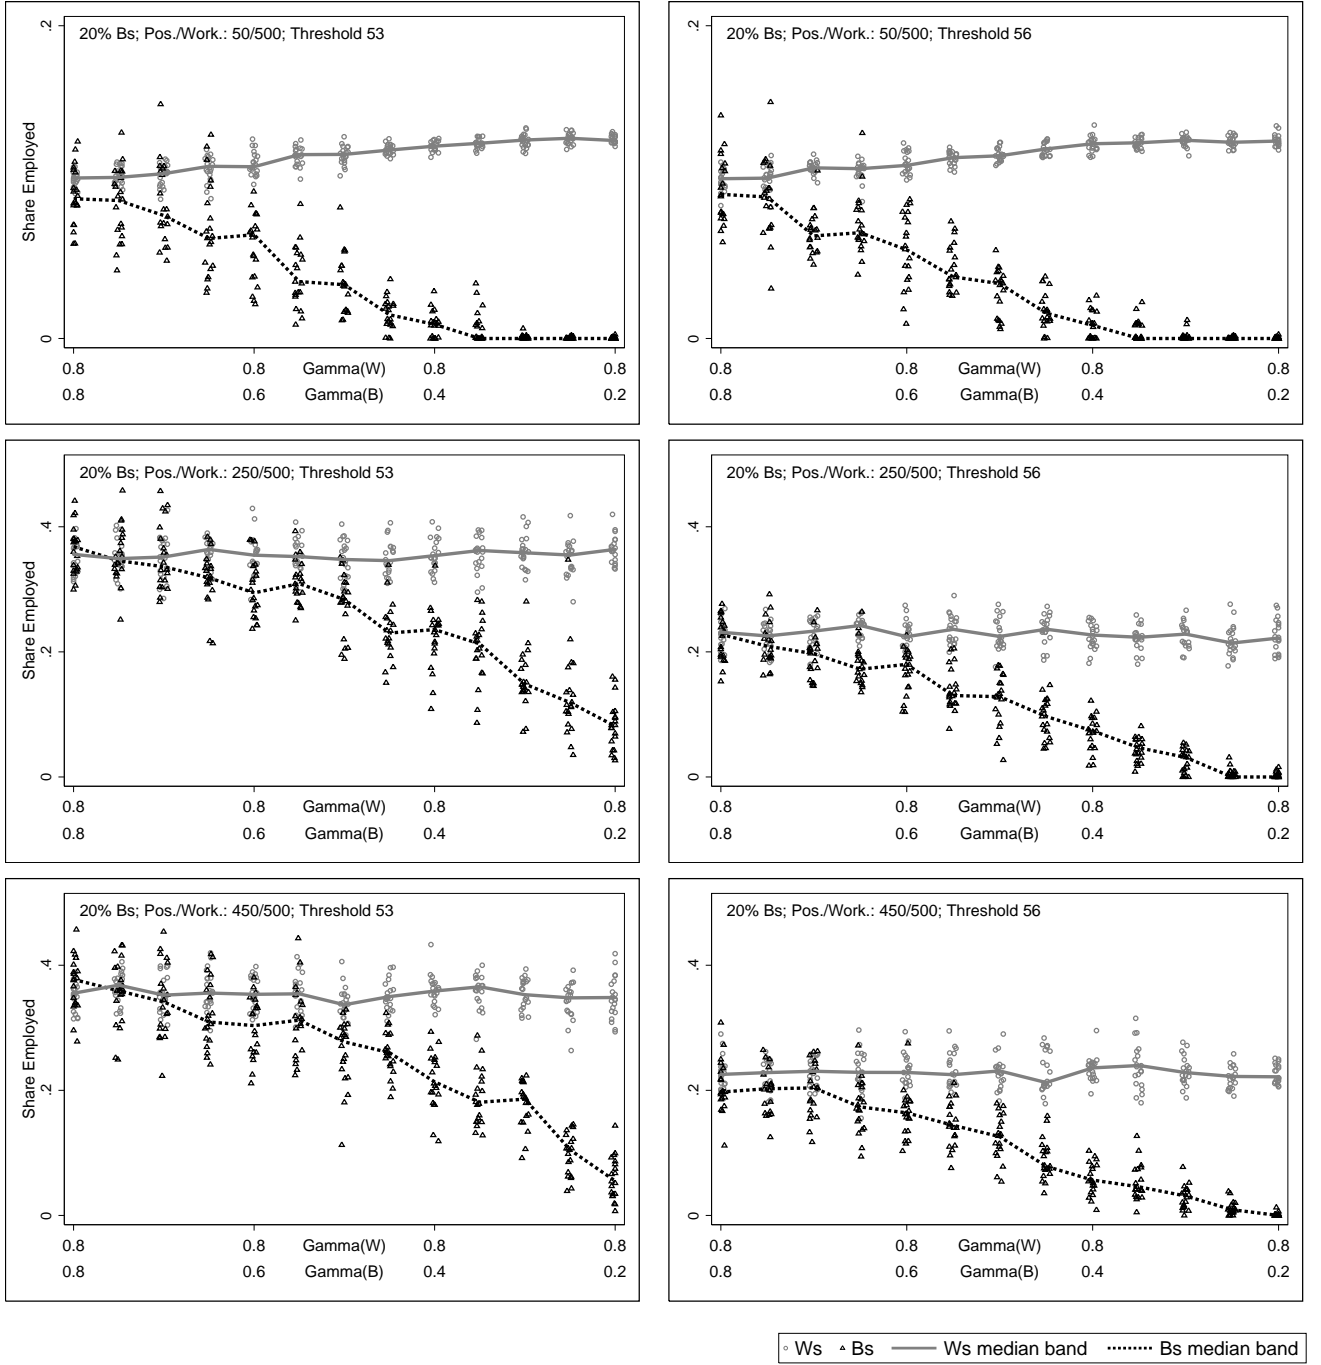 20% Bs; Pos./Work.: 50/500; Threshold 53
Share Employed
.2
0
0.8 0.8 0.8
Gamma(W)
0.8 0.6 0.4 0.2
Gamma(B)
20% Bs; Pos./Work.: 50/500; Threshold 56
.2
0
0.8 0.8 Gamma(W) 0.8 0.8
0.8 0.6 Gamma(B) 0.4 0.2
20% Bs; Pos./Work.: 250/500; Threshold 53
Share Employed
.4
.2
0
0.8 0.8 Gamma(W) 0.8 0.8
0.8 0.6 Gamma(B) 0.4 0.2
20% Bs; Pos./Work.: 250/500; Threshold 56
.4
.2
0
0.8 0.8 Gamma(W) 0.8 0.8
0.8 0.6 Gamma(B) 0.4 0.2
20% Bs; Pos./Work.: 450/500; Threshold 53
Share Employed
.4
.2
0
0.8 0.8 Gamma(W) 0.8 0.8
0.8 0.6 Gamma(B) 0.4 0.2
20% Bs; Pos./Work.: 450/500; Threshold 56
.4
.2
0
0.8 0.8 Gamma(W) 0.8 0.8
0.8 0.6 Gamma(B) 0.4 0.2
Ws Bs Ws median band Bs median band